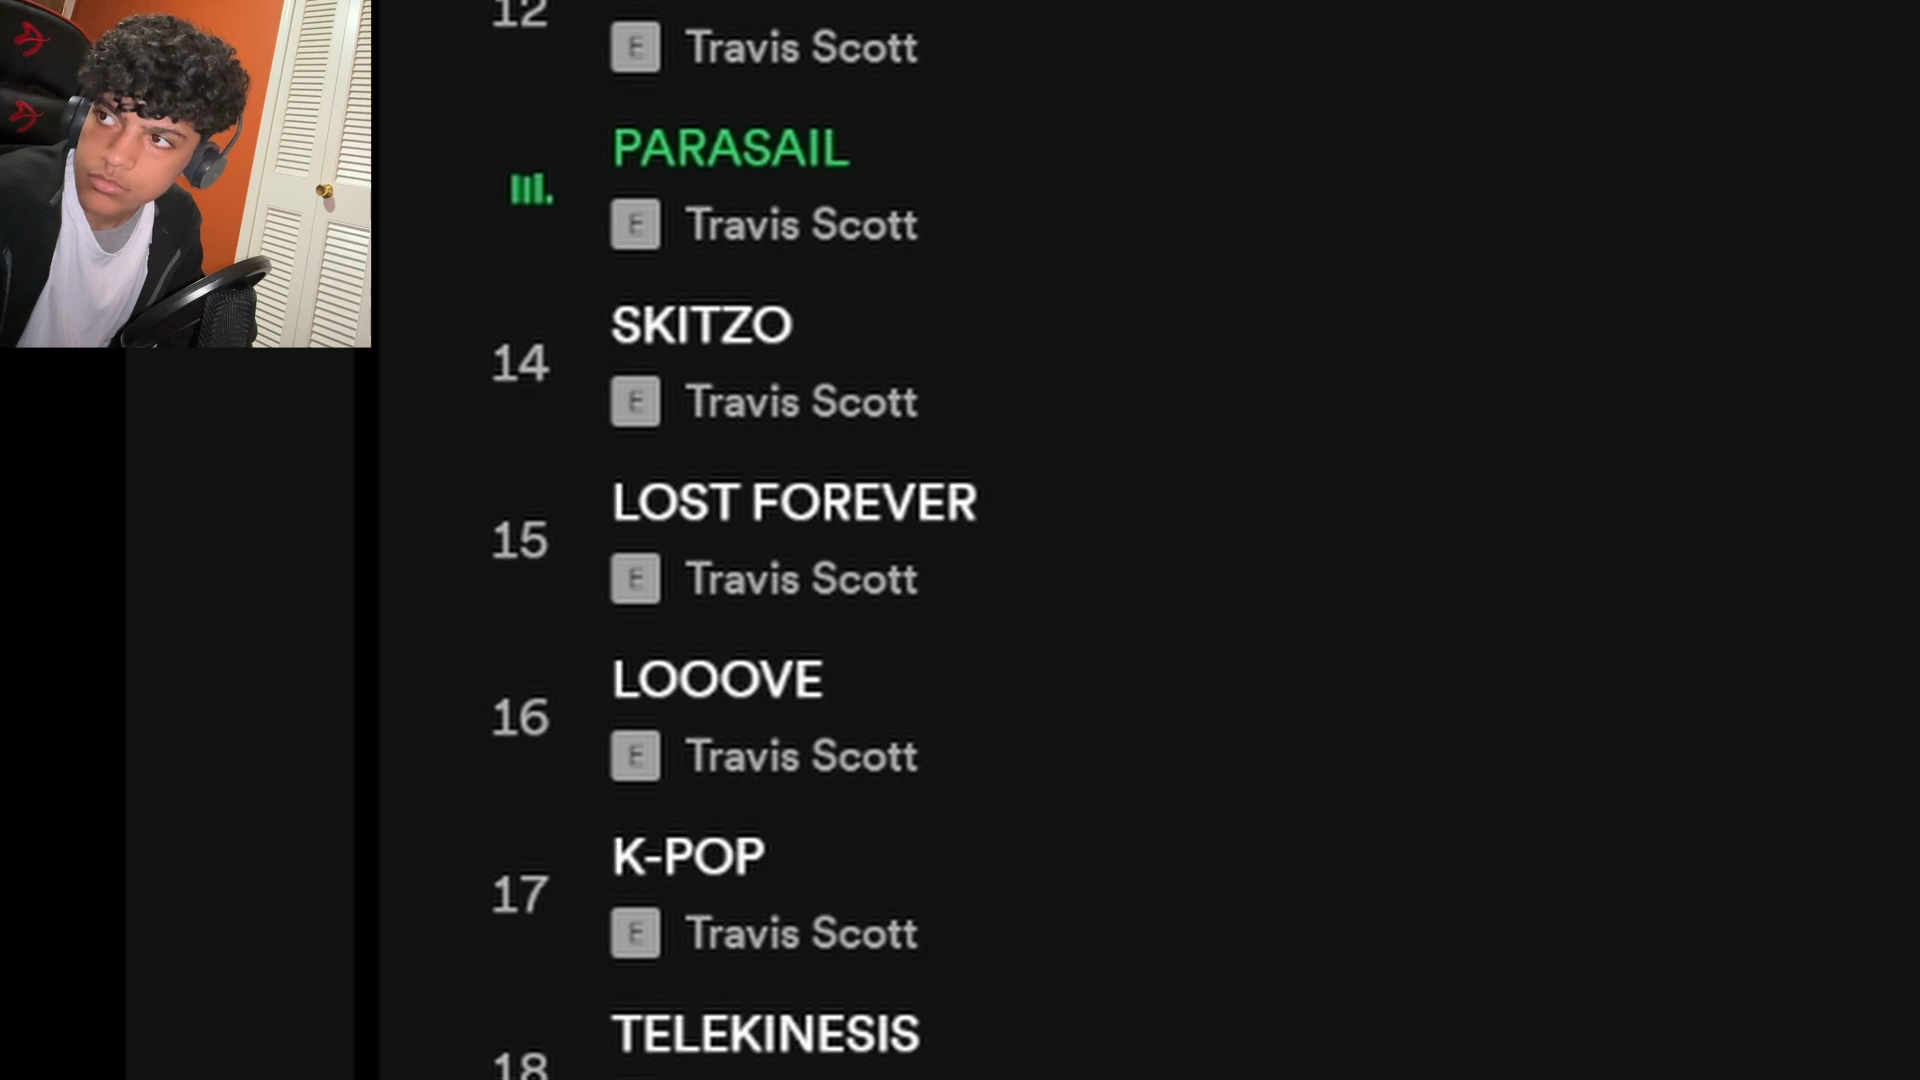 12
E Travis Scott
PARASAIL
E Travis Scott
14
SKITZO
E Travis Scott
15
LOST FOREVER
E Travis Scott
16
LOOOVE
E Travis Scott
17
K-POP
E Travis Scott
18
TELEKINESIS